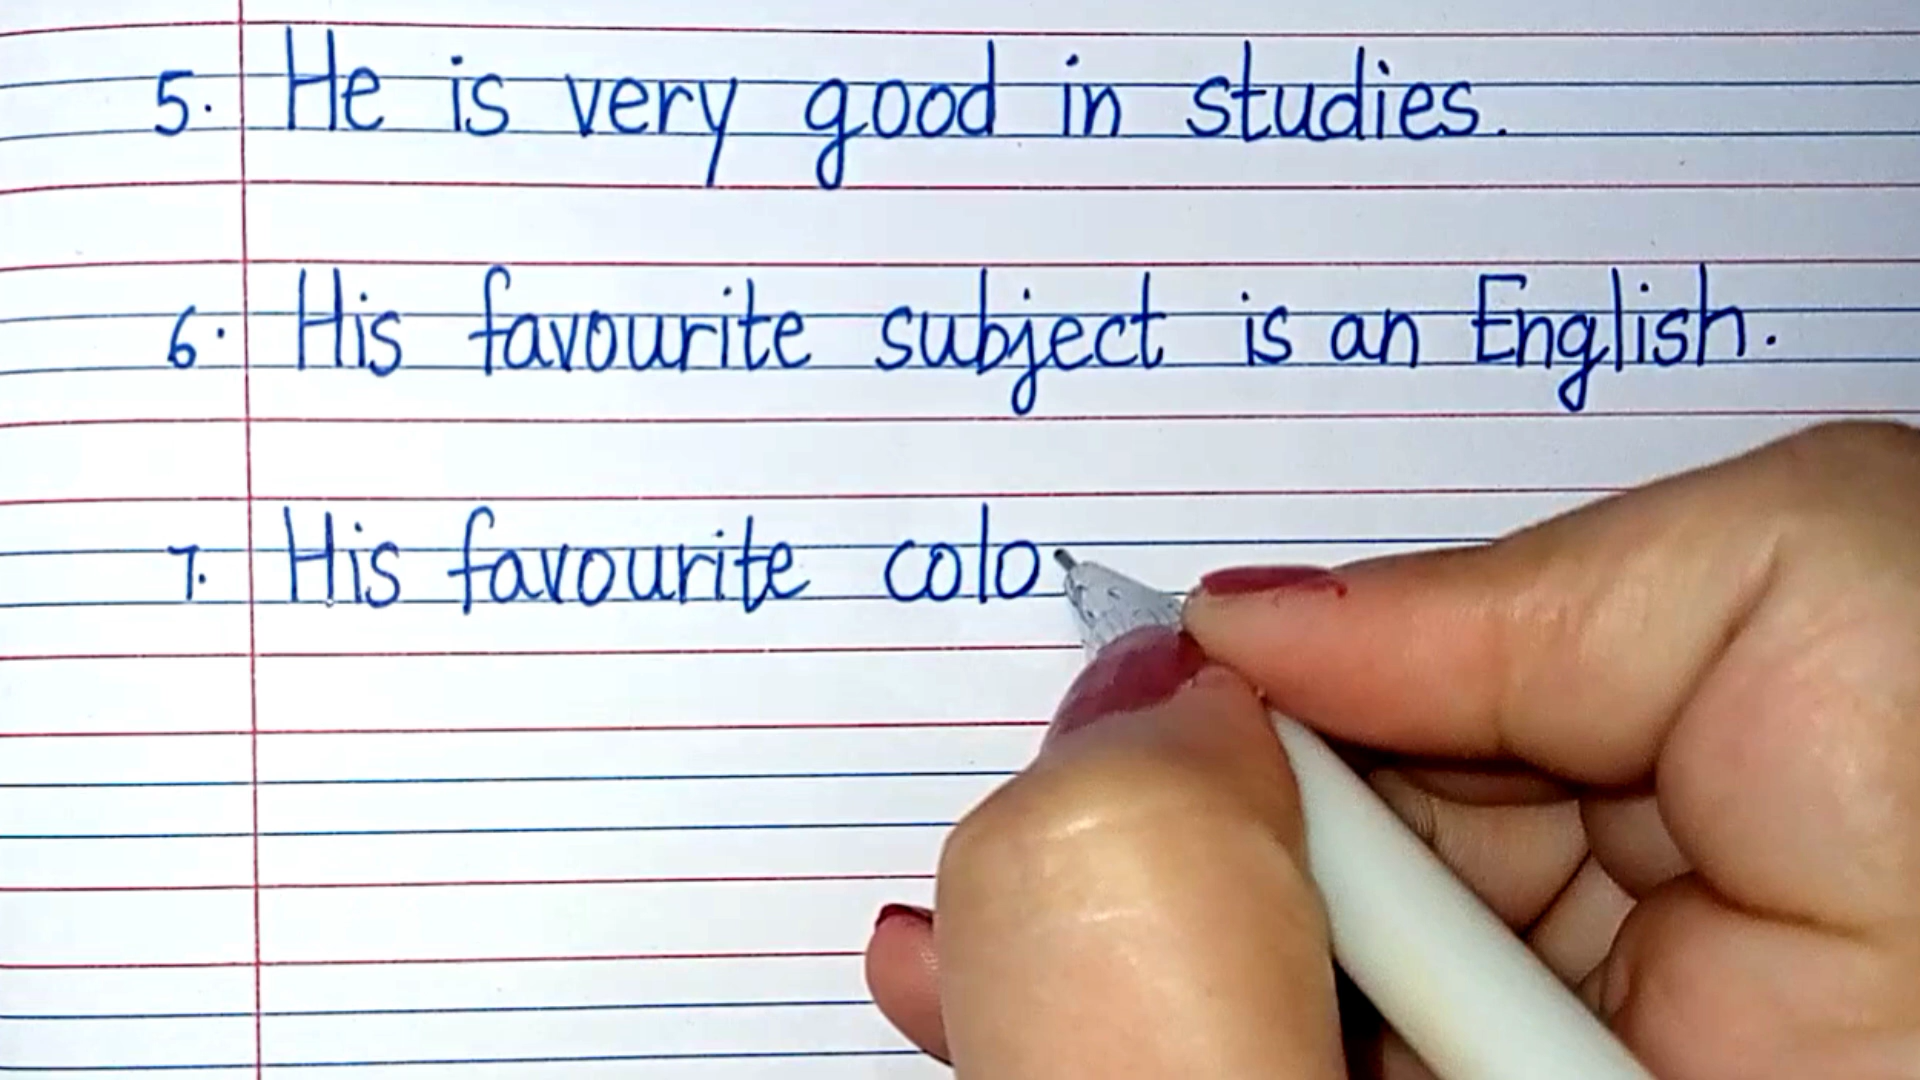 5. He is very good in studies.
6. His favourite subject is an English.
7. His favourite colo